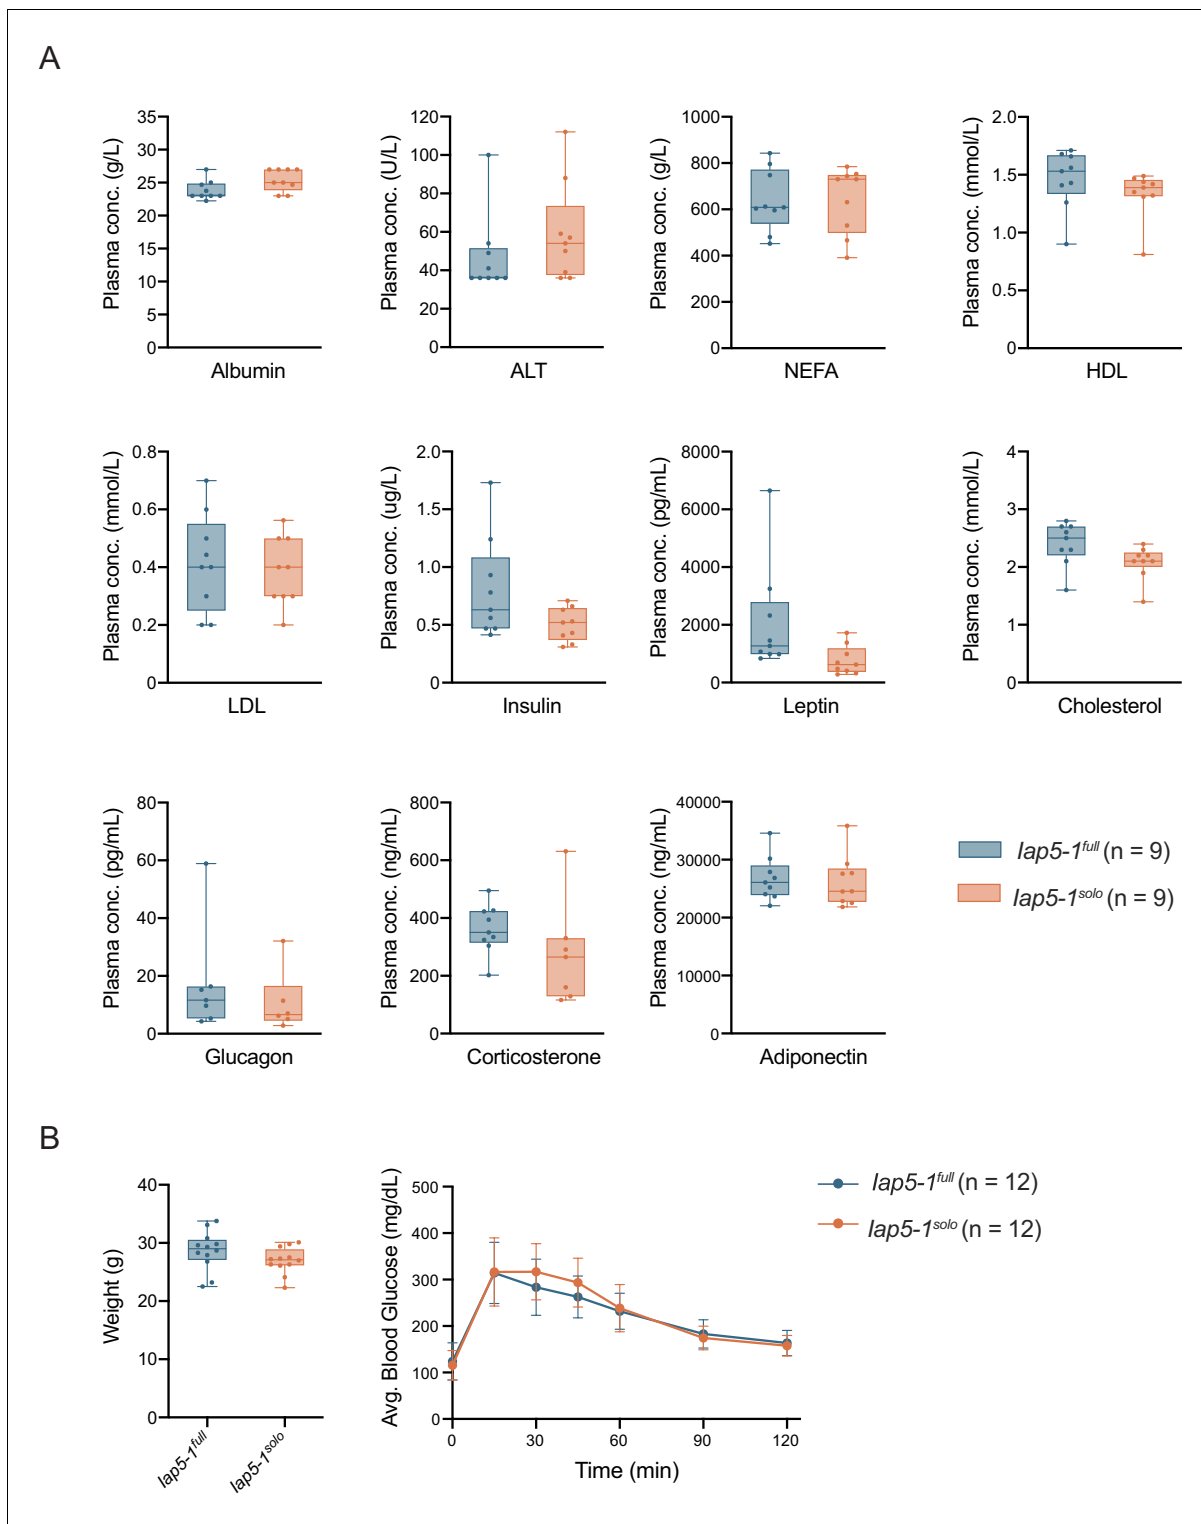 A
Plasma conc. (g/L)
35
30
25
20
15
10
5
0
Albumin
Plasma conc. (U/L)
120
100
80
60
40
20
0
ALT
Plasma conc. (g/L)
1000
800
600
400
200
0
NEFA
Plasma conc. (mmol/L)
2.0
1.5
1.0
0.5
0
HDL
Plasma conc. (mmol/L)
0.8
0.6
0.4
0.2
0
LDL
Plasma conc. (ug/L)
2.0
1.5
1.0
0.5
0
Insulin
Plasma conc. (pg/mL)
8000
6000
4000
2000
0
Leptin
Plasma conc. (mmol/L)
4
3
2
1
0
Cholesterol
Plasma conc. (pg/mL)
80
60
40
20
0
Glucagon
Plasma conc. (ng/mL)
800
600
400
200
0
Corticosterone
Plasma conc. (ng/mL)
40000
30000
20000
10000
0
Adiponectin
Iap5-1full (n = 9)
Iap5-1solo (n = 9)
B
Weight (g)
40
30
20
10
0
Iap5-1full
Iap5-1solo
Avg. Blood Glucose (mg/dL)
500
400
300
200
100
0
0 30 60 90 120
Time (min)
Iap5-1full (n = 12)
Iap5-1solo (n = 12)